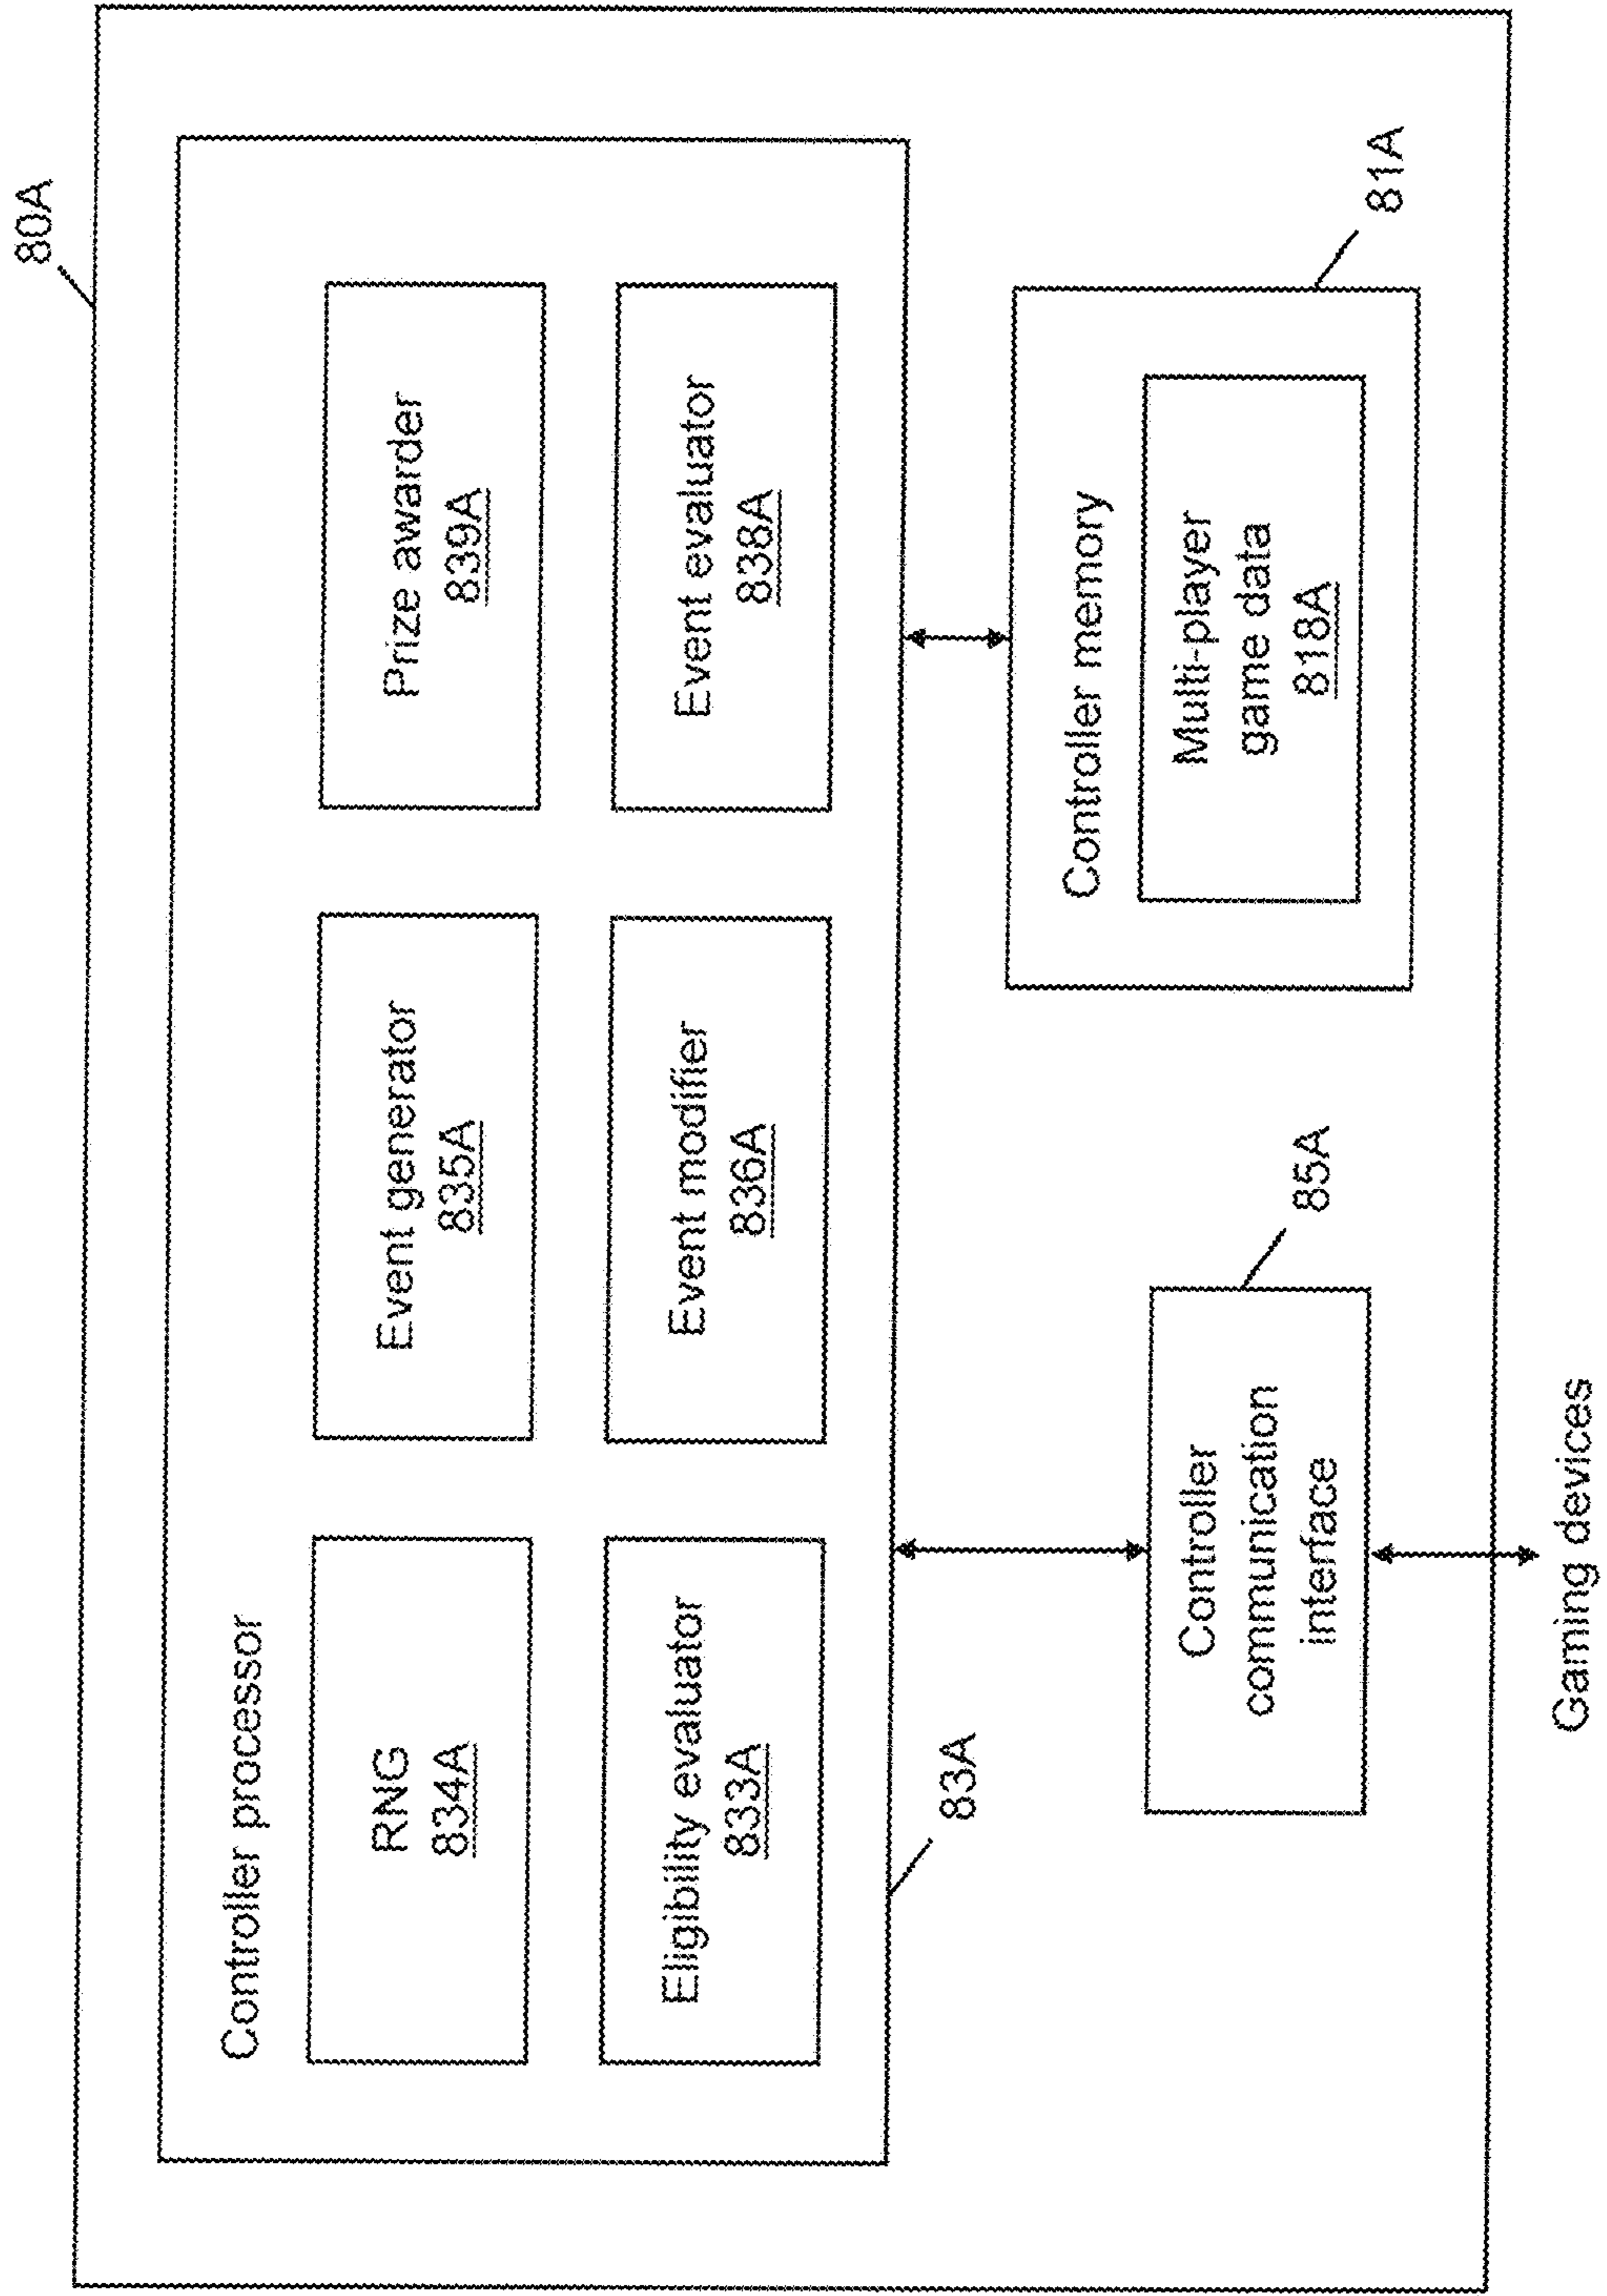 80A
Controller processor
RNG
834A
Event generator
835A
Prize awarder
839A
Eligibility evaluator
833A
Event modifier
836A
Event evaluator
838A
83A
Controller
communication
interface
85A
Controller memory
Multi-player
game data
818A
81A
Gaming devices